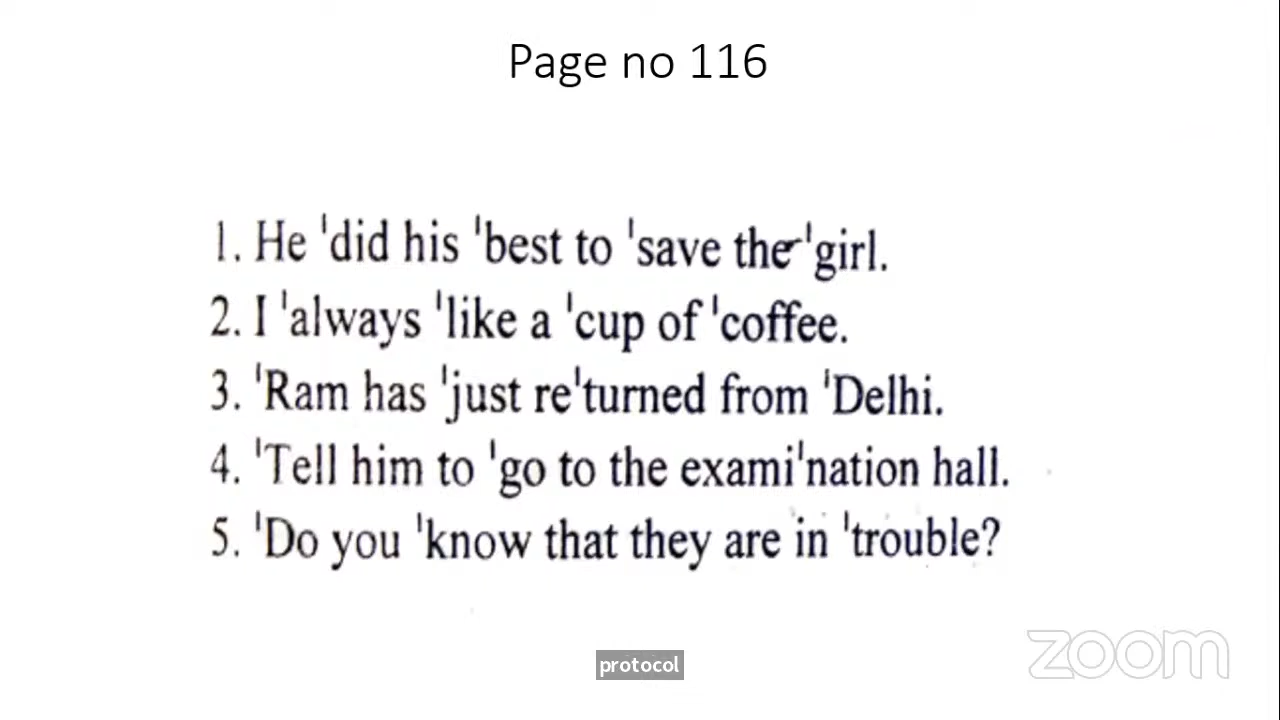 Page no 116
1. He 'did his 'best to 'save the 'girl.
2. I 'always 'like a 'cup of 'coffee.
3. 'Ram has 'just re'turned from 'Delhi.
4. 'Tell him to 'go to the exami'nation hall.
5. 'Do you 'know that they are in 'trouble?
protocol
zoom